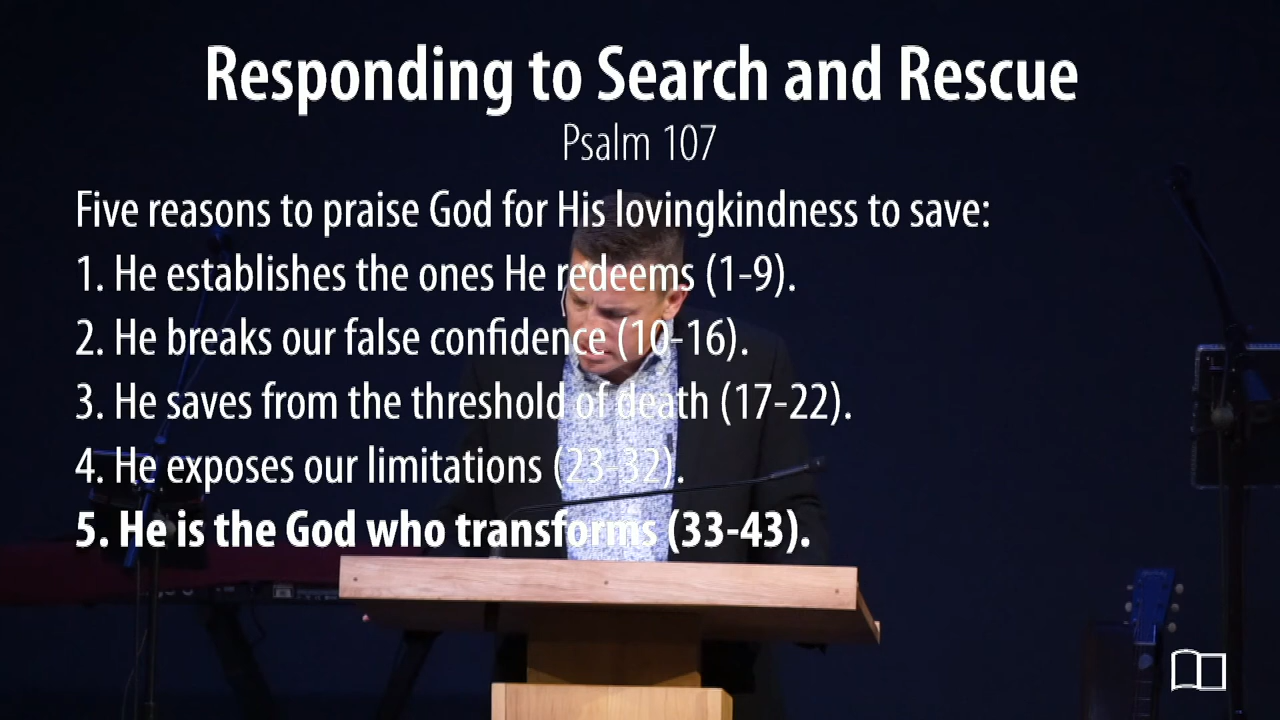 Responding to Search and Rescue
Psalm 107
Five reasons to praise God for His lovingkindness to save:
1. He establishes the ones He redeems (1-9).
2. He breaks our false confidence (10-16).
3. He saves from the threshold of death (17-22).
4. He exposes our limitations (23-32).
5. He is the God who transforms (33-43).